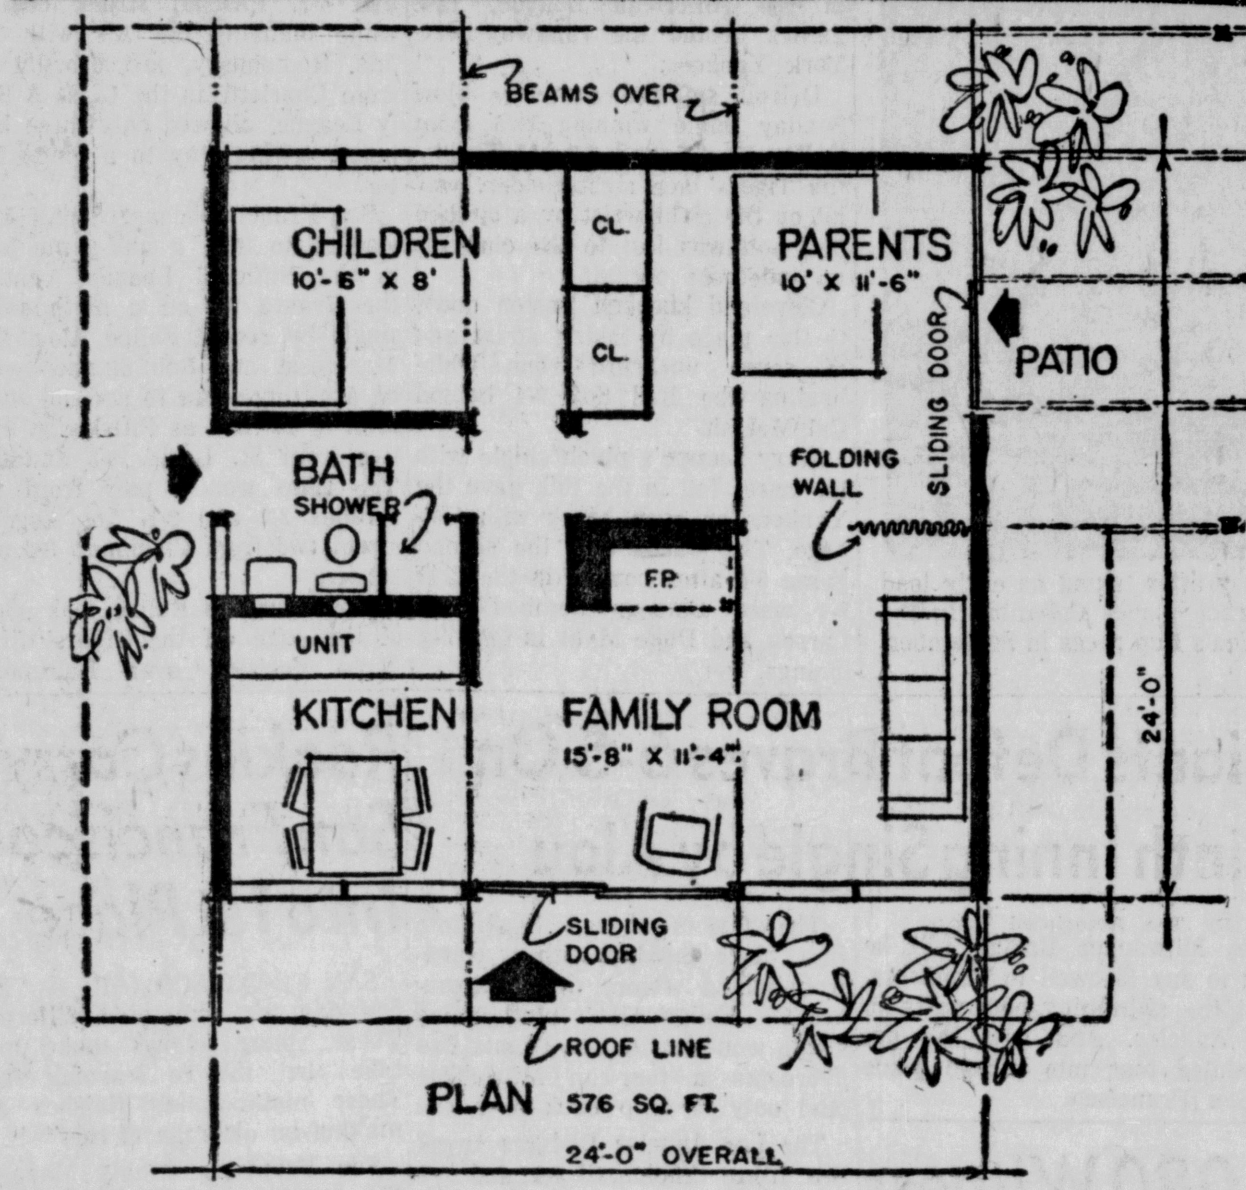 BEAMS OVER
CHILDREN
10'-6" X 8'
CL.
CL.
PARENTS
10' X 11'-6"
SLIDING DOOR
PATIO
BATH
SHOWER
FOLDING
WALL
F.P.
UNIT
KITCHEN
FAMILY ROOM
15'-8" X 11'-4"
24'-0"
SLIDING
DOOR
ROOF LINE
PLAN 576 SQ. FT.
24'-0" OVERALL